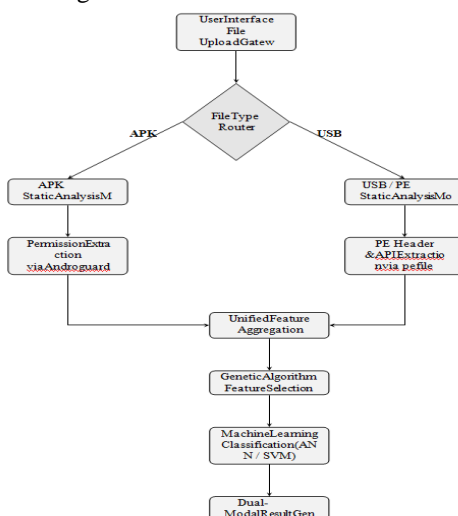 UserInterface
File
UploadGatew
FileType
Router
APK
USB
APK
StaticAnalysisM
USB / PE
StaticAnalysisMo
PermissionExtra
ction
viaAndroguard
PE Header
&APIExtractio
nvia pefile
UnifiedFeature
Aggregation
GeneticAlgorithm
FeatureSelection
MachineLearning
Classification(AN
N / SVM)
Dual-
ModalResultGen